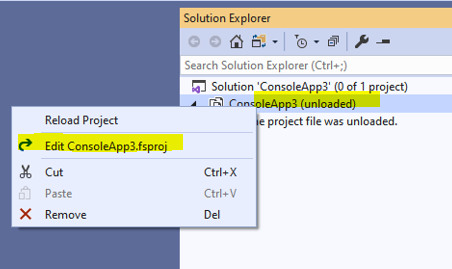 Solution Explorer
Search Solution Explorer (Ctrl+;)
Solution 'ConsoleApp3' (0 of 1 project)
ConsoleApp3 (unloaded)
e project file was unloaded.
Reload Project
Edit ConsoleApp3.fsproj
Cut Ctrl+X
Paste Ctrl+V
Remove Del